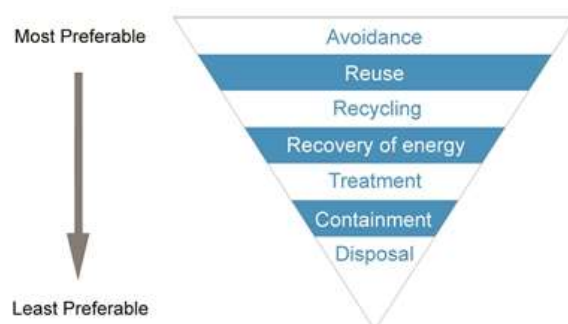 Most Preferable
Avoidance
Reuse
Recycling
Recovery of energy
Treatment
Containment
Disposal
Least Preferable